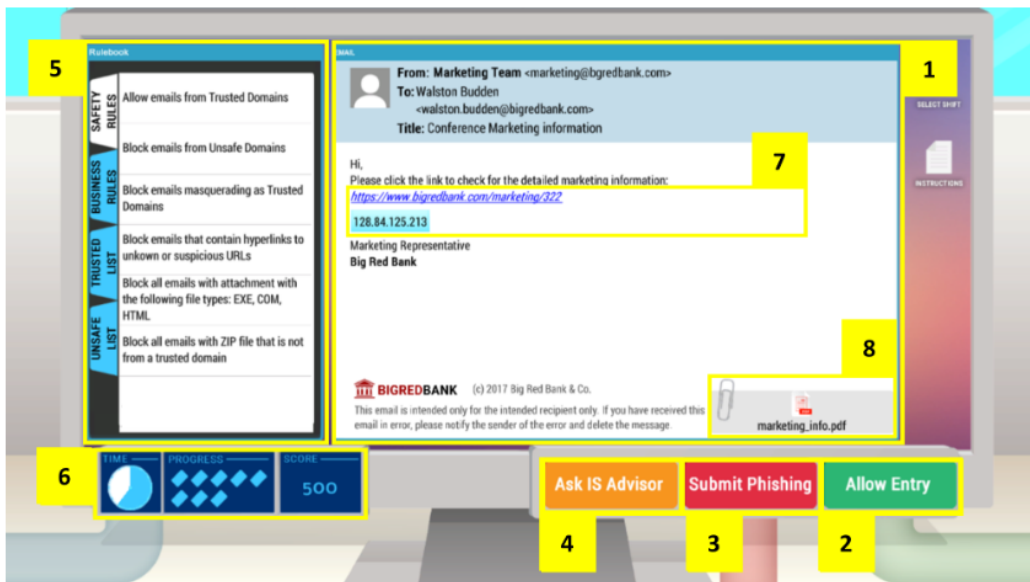 5
Rulebook
SAFETY RULES
BUSINESS RULES
TRUSTED LIST
UNSAFE LIST
Allow emails from Trusted Domains
Block emails from Unsafe Domains
Block emails masquerading as Trusted
Domains
Block emails that contain hyperlinks to
unkown or suspicious URLs
Block all emails with attachment with
the following file types: EXE, COM,
HTML
Block all emails with ZIP file that is not
from a trusted domain
EMAIL
1
From: Marketing Team <marketing@bgredbank.com>
To: Walston Budden
<walston.budden@bigredbank.com>
Title: Conference Marketing information
SELECT SHIFT
INSTRUCTIONS
7
Hi,
Please click the link to check for the detailed marketing information:
https://www.bigredbank.com/marketing/322
128.84.125.213
Marketing Representative
Big Red Bank
8
BIGREDBANK (c) 2017 Big Red Bank & Co.
This email is intended only for the intended recipient only. If you have received this
email in error, please notify the sender of the error and delete the message.
marketing_info.pdf
6
TIME
PROGRESS
SCORE
500
Ask IS Advisor
Submit Phishing
Allow Entry
4
3
2